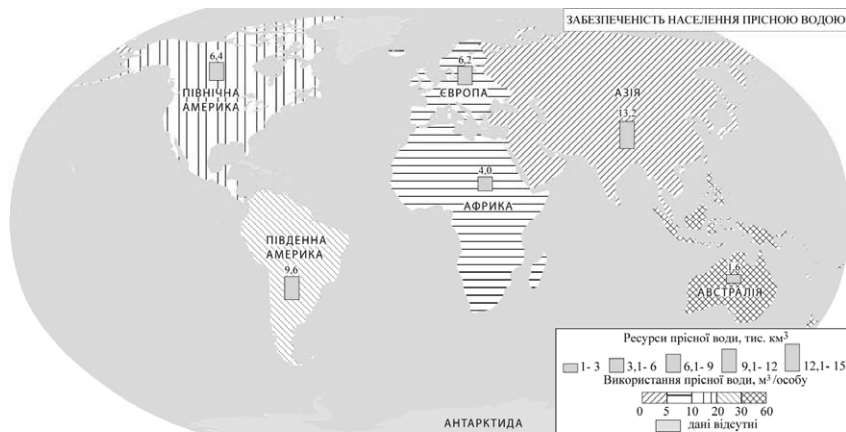 ЗАБЕЗПЕЧЕНІСТЬ НАСЕЛЕННЯ ПРІСНОЮ ВОДОЮ
6,4
ПІВНІЧНА
АМЕРИКА
6,2
ЄВРОПА
АЗІЯ
13,2
4,0
АФРИКА
ПІВДЕННА
АМЕРИКА
9,6
1,6
АВСТРАЛІЯ
АНТАРКТИДА
Ресурси прісної води, тис. км³
1- 3 3,1- 6 6,1- 9 9,1- 12 12,1- 15
Використання прісної води, м³/особу
0 5 10 20 30 60
дані відсутні